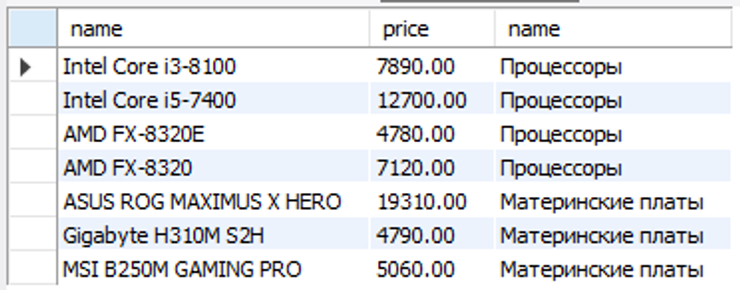 name price name
Intel Core i3-8100 7890.00 Процессоры
Intel Core i5-7400 12700.00 Процессоры
AMD FX-8320E 4780.00 Процессоры
AMD FX-8320 7120.00 Процессоры
ASUS ROG MAXIMUS X HERO 19310.00 Материнские платы
Gigabyte H310M S2H 4790.00 Материнские платы
MSI B250M GAMING PRO 5060.00 Материнские платы